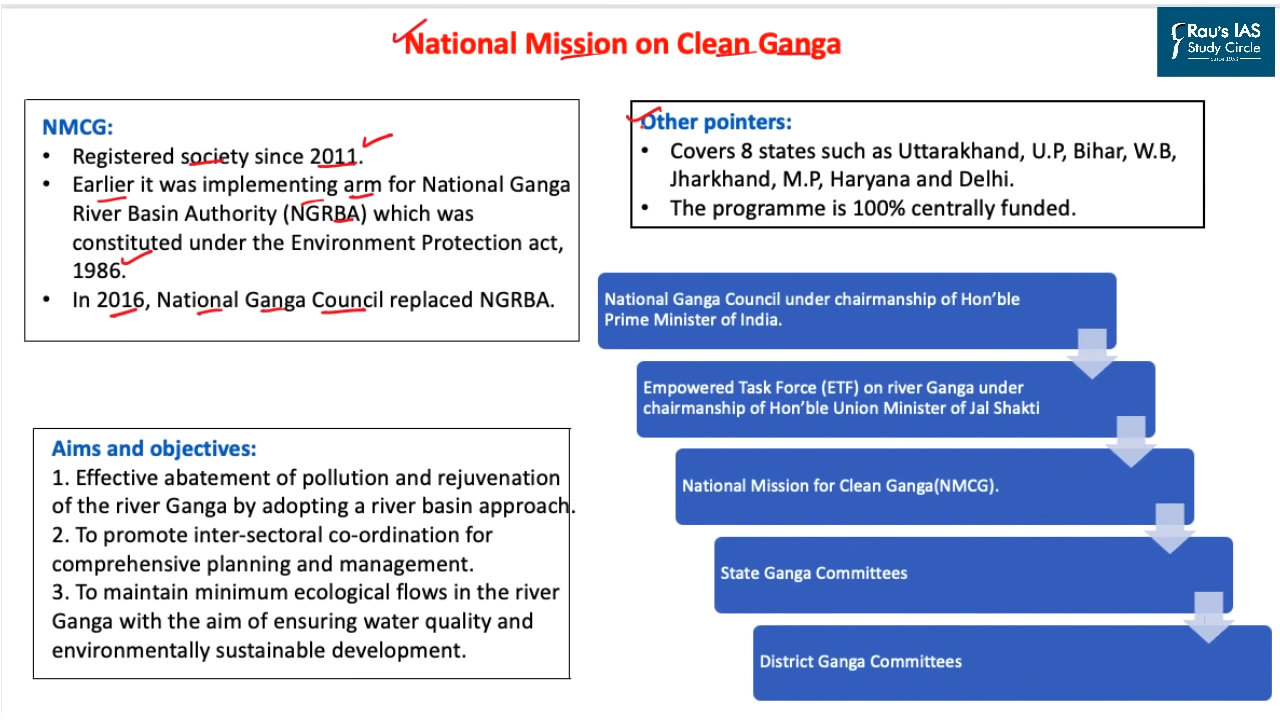 National Mission on Clean Ganga
Rau's IAS
Study Circle
since 1953
NMCG:
• Registered society since 2011.
• Earlier it was implementing arm for National Ganga
River Basin Authority (NGRBA) which was
constituted under the Environment Protection act,
1986.
• In 2016, National Ganga Council replaced NGRBA.
Other pointers:
• Covers 8 states such as Uttarakhand, U.P, Bihar, W.B,
Jharkhand, M.P, Haryana and Delhi.
• The programme is 100% centrally funded.
National Ganga Council under chairmanship of Hon’ble
Prime Minister of India.
Empowered Task Force (ETF) on river Ganga under
chairmanship of Hon’ble Union Minister of Jal Shakti
National Mission for Clean Ganga(NMCG).
State Ganga Committees
District Ganga Committees
Aims and objectives:
1. Effective abatement of pollution and rejuvenation
of the river Ganga by adopting a river basin approach.
2. To promote inter-sectoral co-ordination for
comprehensive planning and management.
3. To maintain minimum ecological flows in the river
Ganga with the aim of ensuring water quality and
environmentally sustainable development.